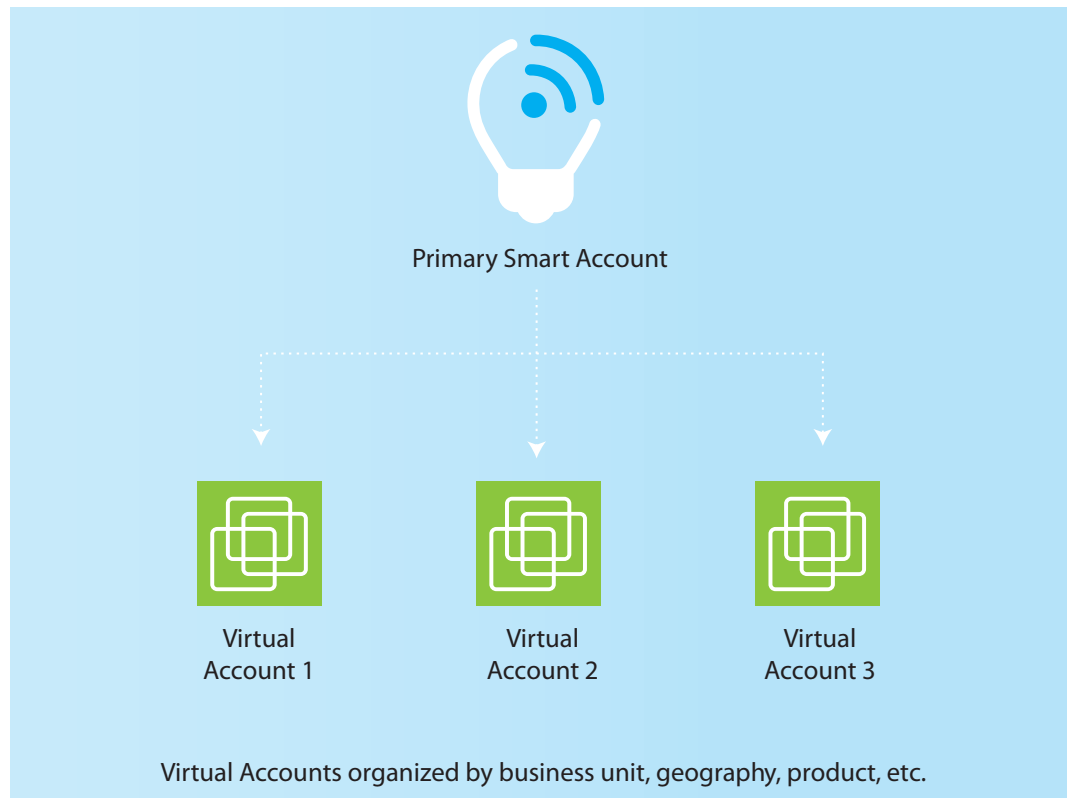 Primary Smart Account
Virtual
Account 1
Virtual
Account 2
Virtual
Account 3
Virtual Accounts organized by business unit, geography, product, etc.